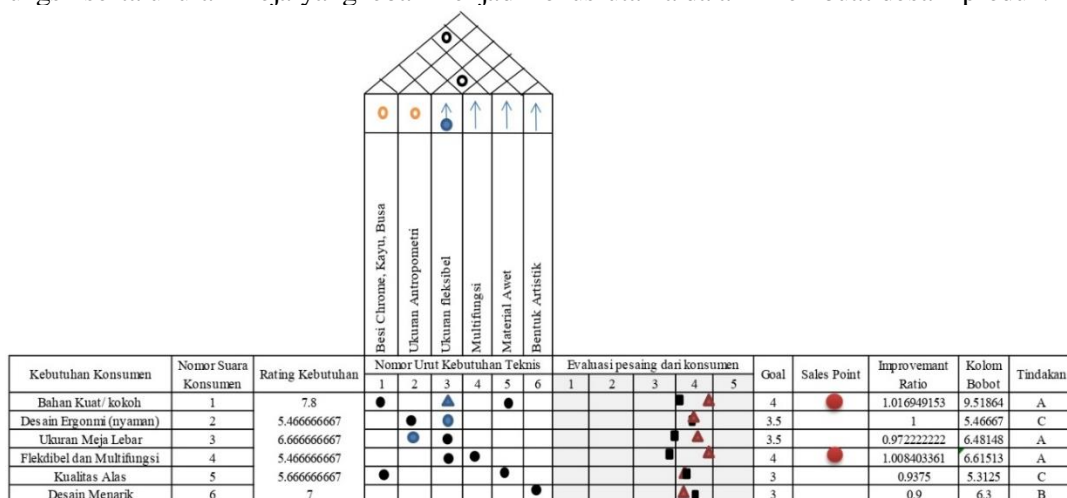 Besi Chrome, Kayu, Busa
Ukuran Antropometri
Ukuran fleksibel
Multifungsi
Material Awet
Bentuk Artistik
Kebutuhan Konsumen Nomor Suara Konsumen Rating Kebutuhan Nomor Urut Kebutuhan Teknis Evaluasi pesaing dari konsumen Goal Sales Point Improvemant Ratio Kolom Bobot Tindakan
1 2 3 4 5 6 1 2 3 4 5
Bahan Kuat/ kokoh 1 7.8 4 1.016949153 9.51864 A
Desain Ergonmi (nyaman) 2 5.466666667 3.5 1 5.46667 C
Ukuran Meja Lebar 3 6.666666667 3.5 0.972222222 6.48148 A
Flekdibel dan Multifungsi 4 5.466666667 4 1.008403361 6.61513 A
Kualitas Alas 5 5.666666667 3 0.9375 5.3125 C
Desain Menarik 6 7 3 0.9 6.3 B